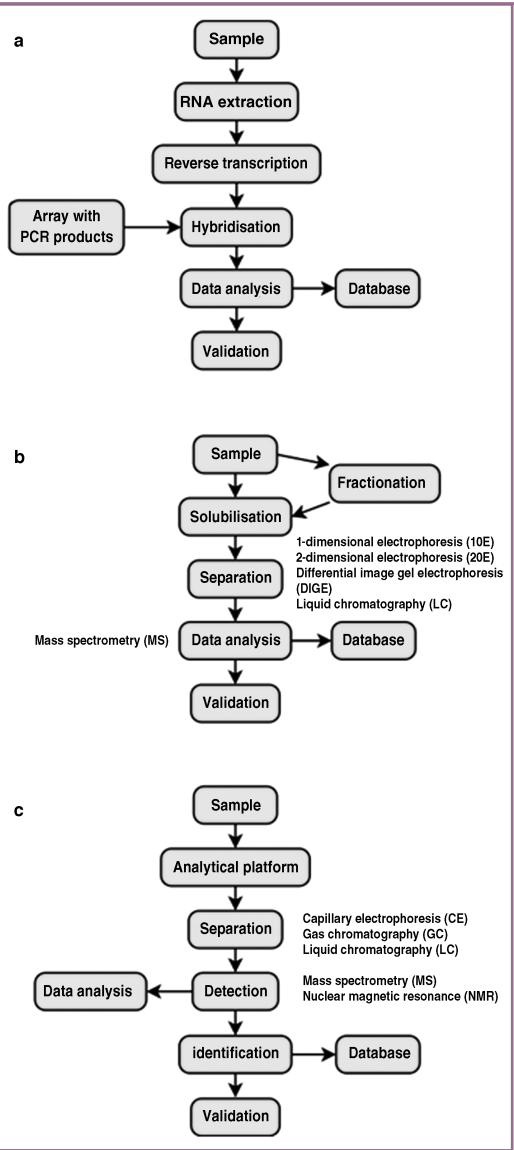 a
Sample
RNA extraction
Reverse transcription
Array with
PCR products
Hybridisation
Data analysis
Database
Validation
b
Sample
Fractionation
Solubilisation
1-dimensional electrophoresis (10E)
2-dimensional electrophoresis (20E)
Separation
Differential image gel electrophoresis
(DIGE)
Liquid chromatography (LC)
Mass spectrometry (MS)
Data analysis
Database
Validation
c
Sample
Analytical platform
Separation
Capillary electrophoresis (CE)
Gas chromatography (GC)
Liquid chromatography (LC)
Data analysis
Detection
Mass spectrometry (MS)
Nuclear magnetic resonance (NMR)
identification
Database
Validation